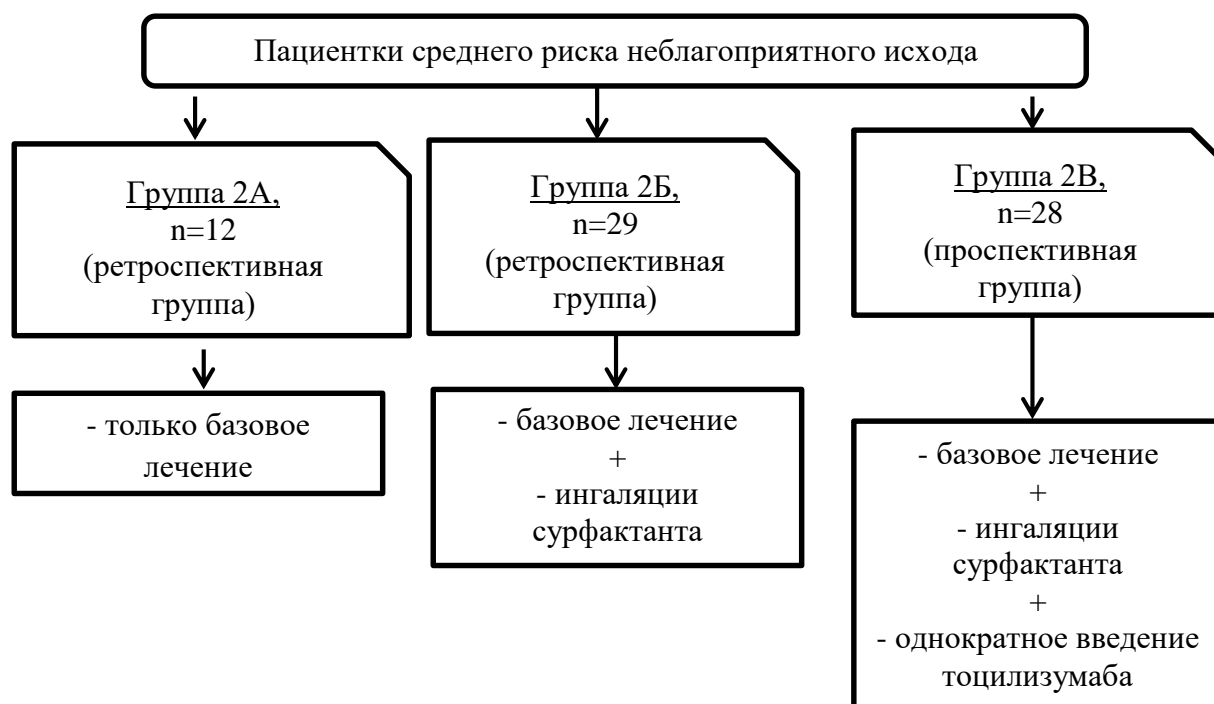 Пациентки среднего риска неблагоприятного исхода
Группа 2А,
n=12
(ретроспективная
группа)
- только базовое
лечение
Группа 2Б,
n=29
(ретроспективная
группа)
- базовое лечение
+
- ингаляции
сурфактанта
Группа 2В,
n=28
(проспективная
группа)
- базовое лечение
+
- ингаляции
сурфактанта
+
- однократное введение
тоцилизумаба